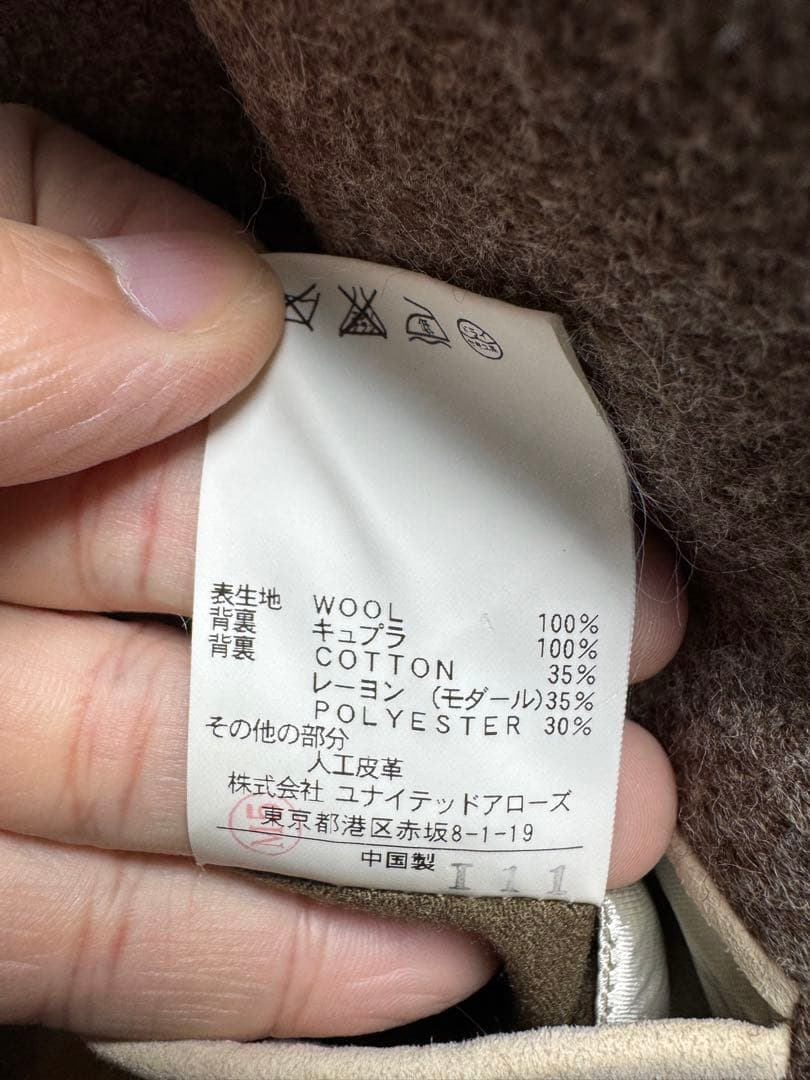 表生地 WOOL 100%
背裏 キュプラ 100%
背裏 COTTON 35%
レーヨン (モダール)35%
POLYESTER 30%
その他の部分
人工皮革
株式会社 ユナイテッドアローズ
東京都港区赤坂8-1-19
中国製 I 11